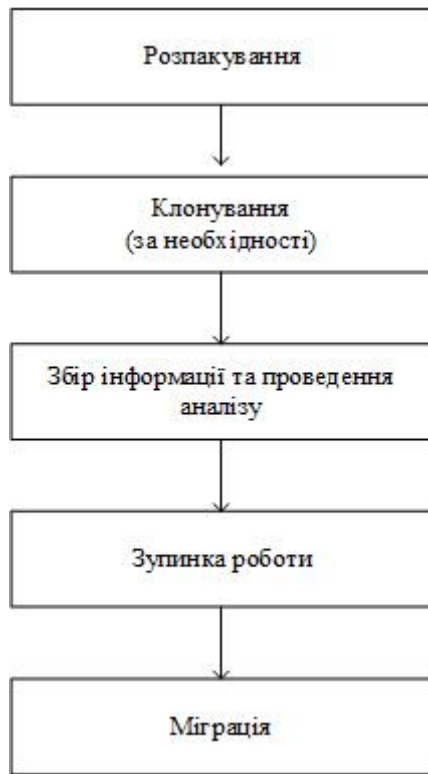 Розпакування
Клонування
(за необхідності)
Збір інформації та проведення
аналізу
Зупинка роботи
Міграція